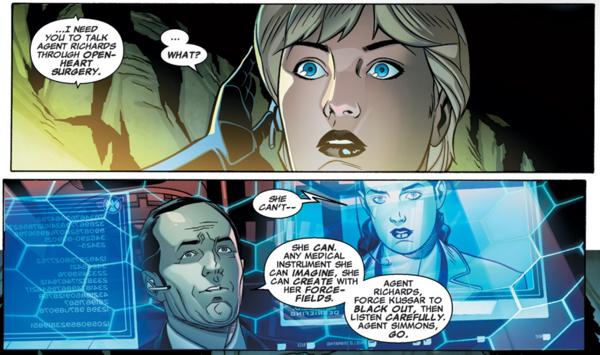 ...I NEED
YOU TO TALK
AGENT RICHARDS
THROUGH OPEN-
HEART
SURGERY.
...
WHAT?
SHE
CAN'T--
SHE CAN.
ANY MEDICAL
INSTRUMENT SHE
CAN IMAGINE, SHE
CAN CREATE WITH
HER FORCE-
FIELDS.
AGENT
RICHARDS,
FORCE KUSSAR TO
BLACK OUT, THEN
LISTEN CAREFULLY.
AGENT SIMMONS,
GO.